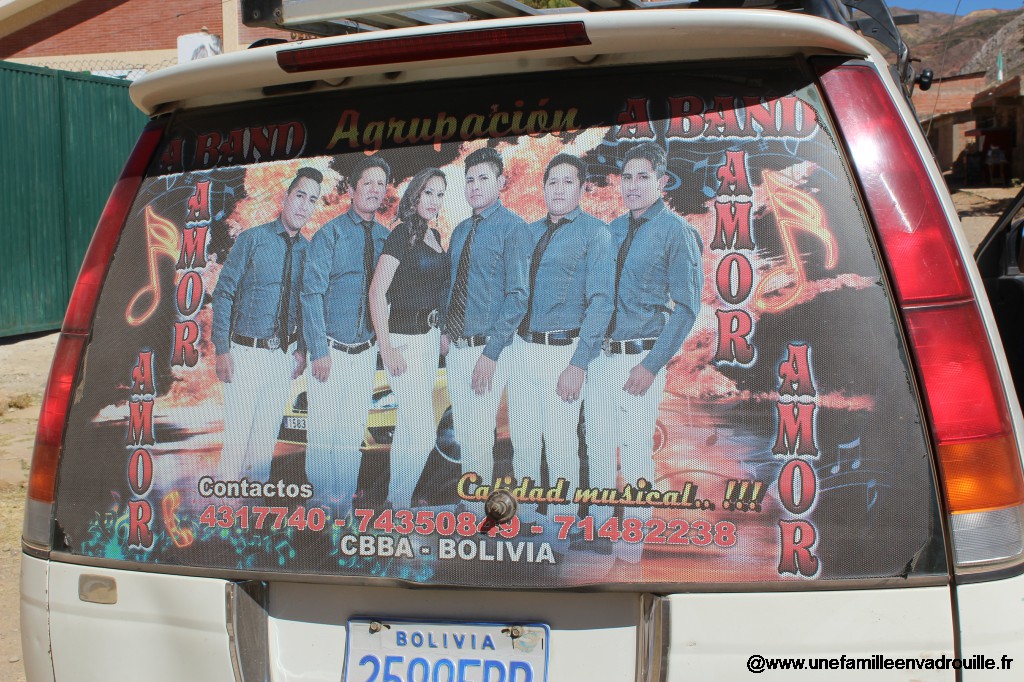 A BAND Agrupación A BAND
AMOR
AMOR
AMOR
AMOR
1583
Contactos
Calidad musical.. !!!
4317740 - 74350849 - 71482238
CBBA - BOLIVIA
BOLIVIA
@www.unefamilleenvadrouille.fr